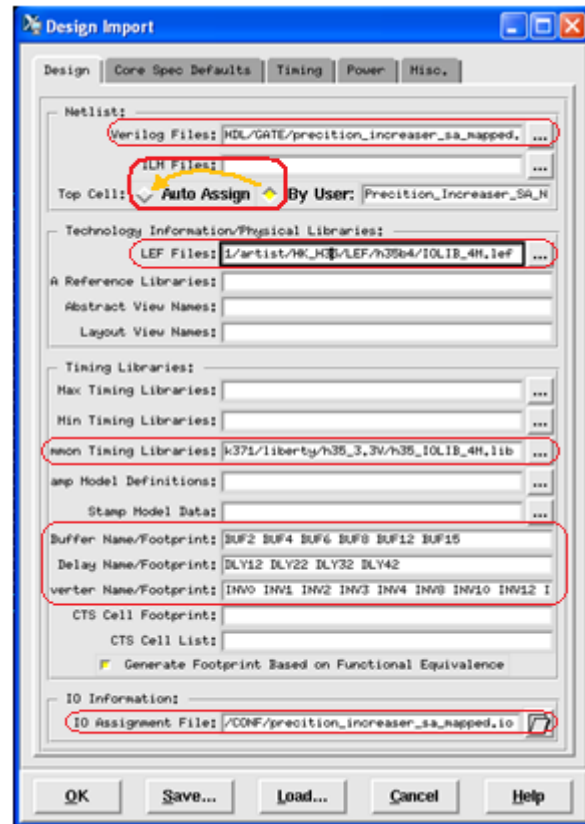 Design Import
Design Core Spec Defaults Timing Power Misc.
Netlist:
Verilog Files: HDL/GATE/precition_increaser_sa_mapped. ...
ILM Files: ...
Top Cell: Auto Assign By User: Precition_Increaser_SA_N
Technology Information/Physical Libraries:
LEF Files: 1/artist/HK_H35/LEF/h35b4/IOLIB_4M.lef ...
A Reference Libraries:
Abstract View Names:
Layout View Names:
Timing Libraries:
Max Timing Libraries: ...
Min Timing Libraries: ...
mmon Timing Libraries: k371/liberty/h35_3.3V/h35_IOLIB_4M.lib ...
amp Model Definitions: ...
Stamp Model Data: ...
Buffer Name/Footprint: BUF2 BUF4 BUF6 BUF8 BUF12 BUF15
Delay Name/Footprint: DLY12 DLY22 DLY32 DLY42
verter Name/Footprint: INV0 INV1 INV2 INV3 INV4 INV8 INV10 INV12 I
CTS Cell Footprint:
CTS Cell List:
Generate Footprint Based on Functional Equivalence
IO Information:
IO Assignment File: /CONF/precition_increaser_sa_mapped.io
OK Save... Load... Cancel Help